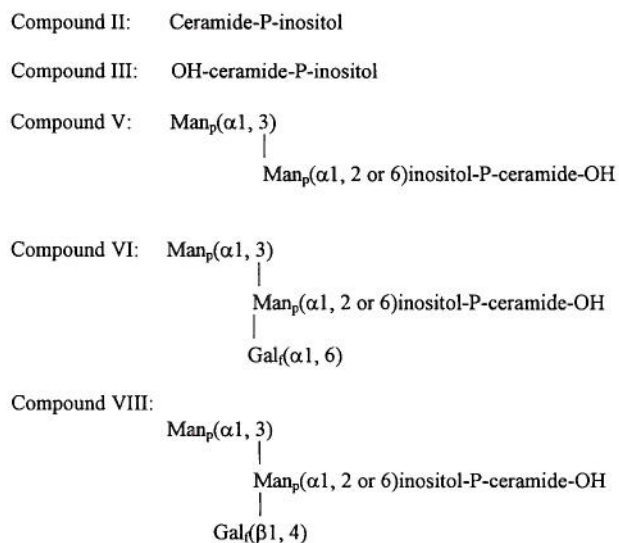 Compound II: Ceramide-P-inositol
Compound III: OH-ceramide-P-inositol
Compound V: Manₚ(α1, 3)
Manₚ(α1, 2 or 6)inositol-P-ceramide-OH
Compound VI: Manₚ(α1, 3)
Manₚ(α1, 2 or 6)inositol-P-ceramide-OH
Gal_f(α1, 6)
Compound VIII:
Manₚ(α1, 3)
Manₚ(α1, 2 or 6)inositol-P-ceramide-OH
Gal_f(β1, 4)